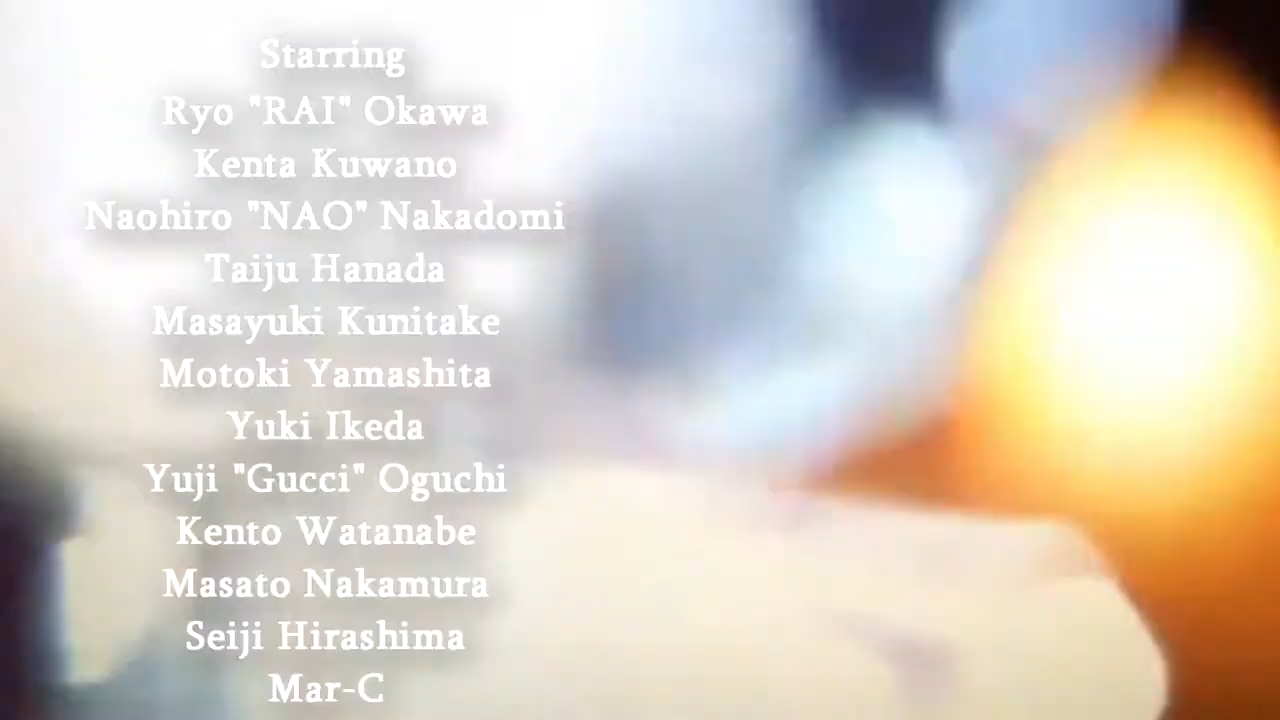 Starring
Ryo "RAI" Okawa
Kenta Kuwano
Naohiro "NAO" Nakadomi
Taiju Hanada
Masayuki Kunitake
Motoki Yamashita
Yuki Ikeda
Yuji "Gucci" Oguchi
Kento Watanabe
Masato Nakamura
Seiji Hirashima
Mar-C